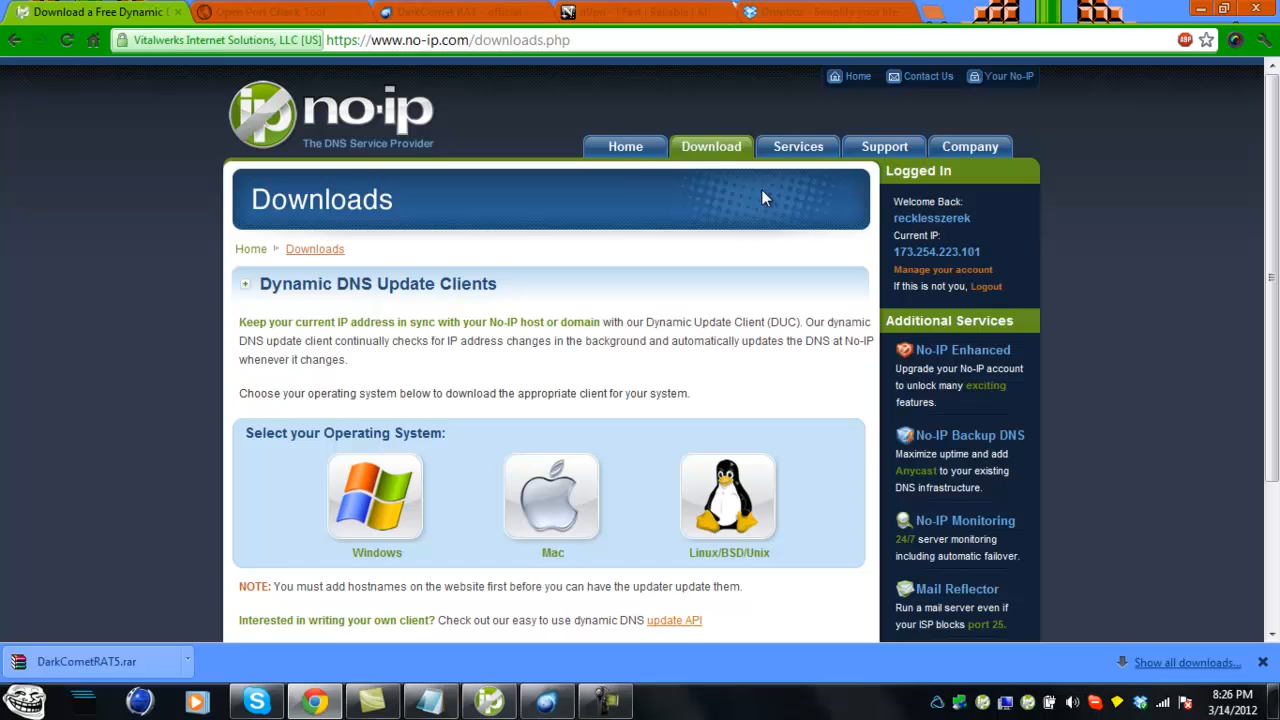 Download a Free Dynamic
Open Port Check Tool
DarkComet RAT - official
Dropbox - Simplify your life
Vitalwerks Internet Solutions, LLC [US]
https://www.no-ip.com/downloads.php
ABP
Home
Contact Us
Your No-IP
ip
no·ip
The DNS Service Provider
Home
Download
Services
Support
Company
Downloads
Home
Downloads
Dynamic DNS Update Clients
Keep your current IP address in sync with your No-IP host or domain with our Dynamic Update Client (DUC). Our dynamic
DNS update client continually checks for IP address changes in the background and automatically updates the DNS at No-IP
whenever it changes.
Choose your operating system below to download the appropriate client for your system.
Select your Operating System:
Windows
Mac
Linux/BSD/Unix
NOTE: You must add hostnames on the website first before you can have the updater update them.
Interested in writing your own client? Check out our easy to use dynamic DNS update API
Logged In
Welcome Back:
recklesszerek
Current IP:
173.254.223.101
Manage your account
If this is not you, Logout
Additional Services
No-IP Enhanced
Upgrade your No-IP account
to unlock many exciting
features.
No-IP Backup DNS
Maximize uptime and add
Anycast to your existing
DNS infrastructure.
No-IP Monitoring
24/7 server monitoring
including automatic failover.
Mail Reflector
Run a mail server even if
your ISP blocks port 25.
DarkCometRAT5.rar
Show all downloads...
8:26 PM
3/14/2012